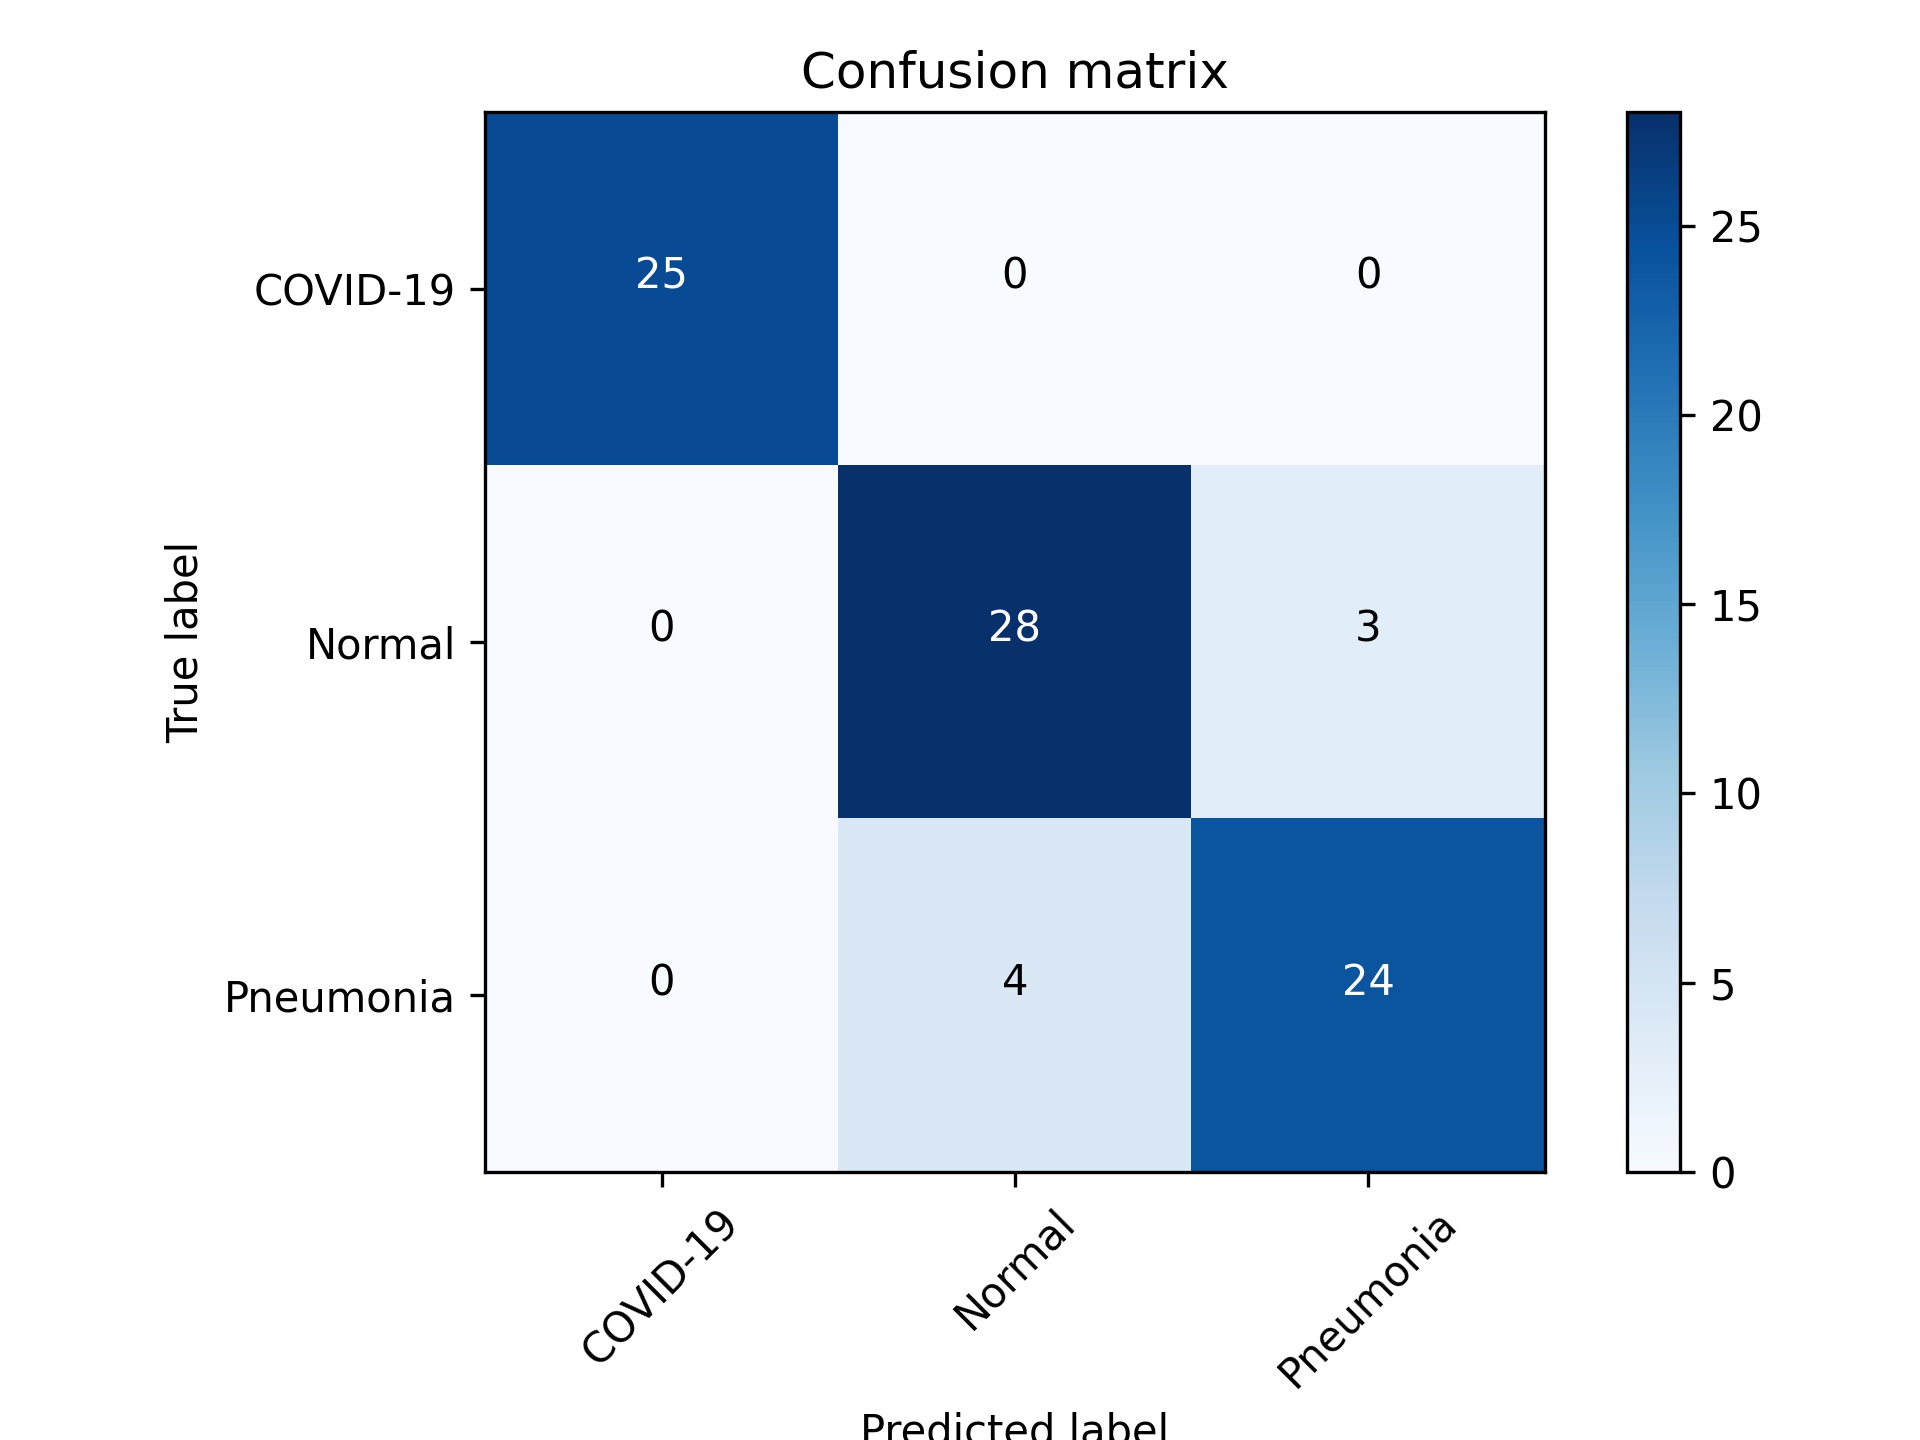 Confusion matrix
COVID-19 25 0 0
Normal 0 28 3
Pneumonia 0 4 24
True label
COVID-19 Normal Pneumonia
Predicted label
25
20
15
10
5
0